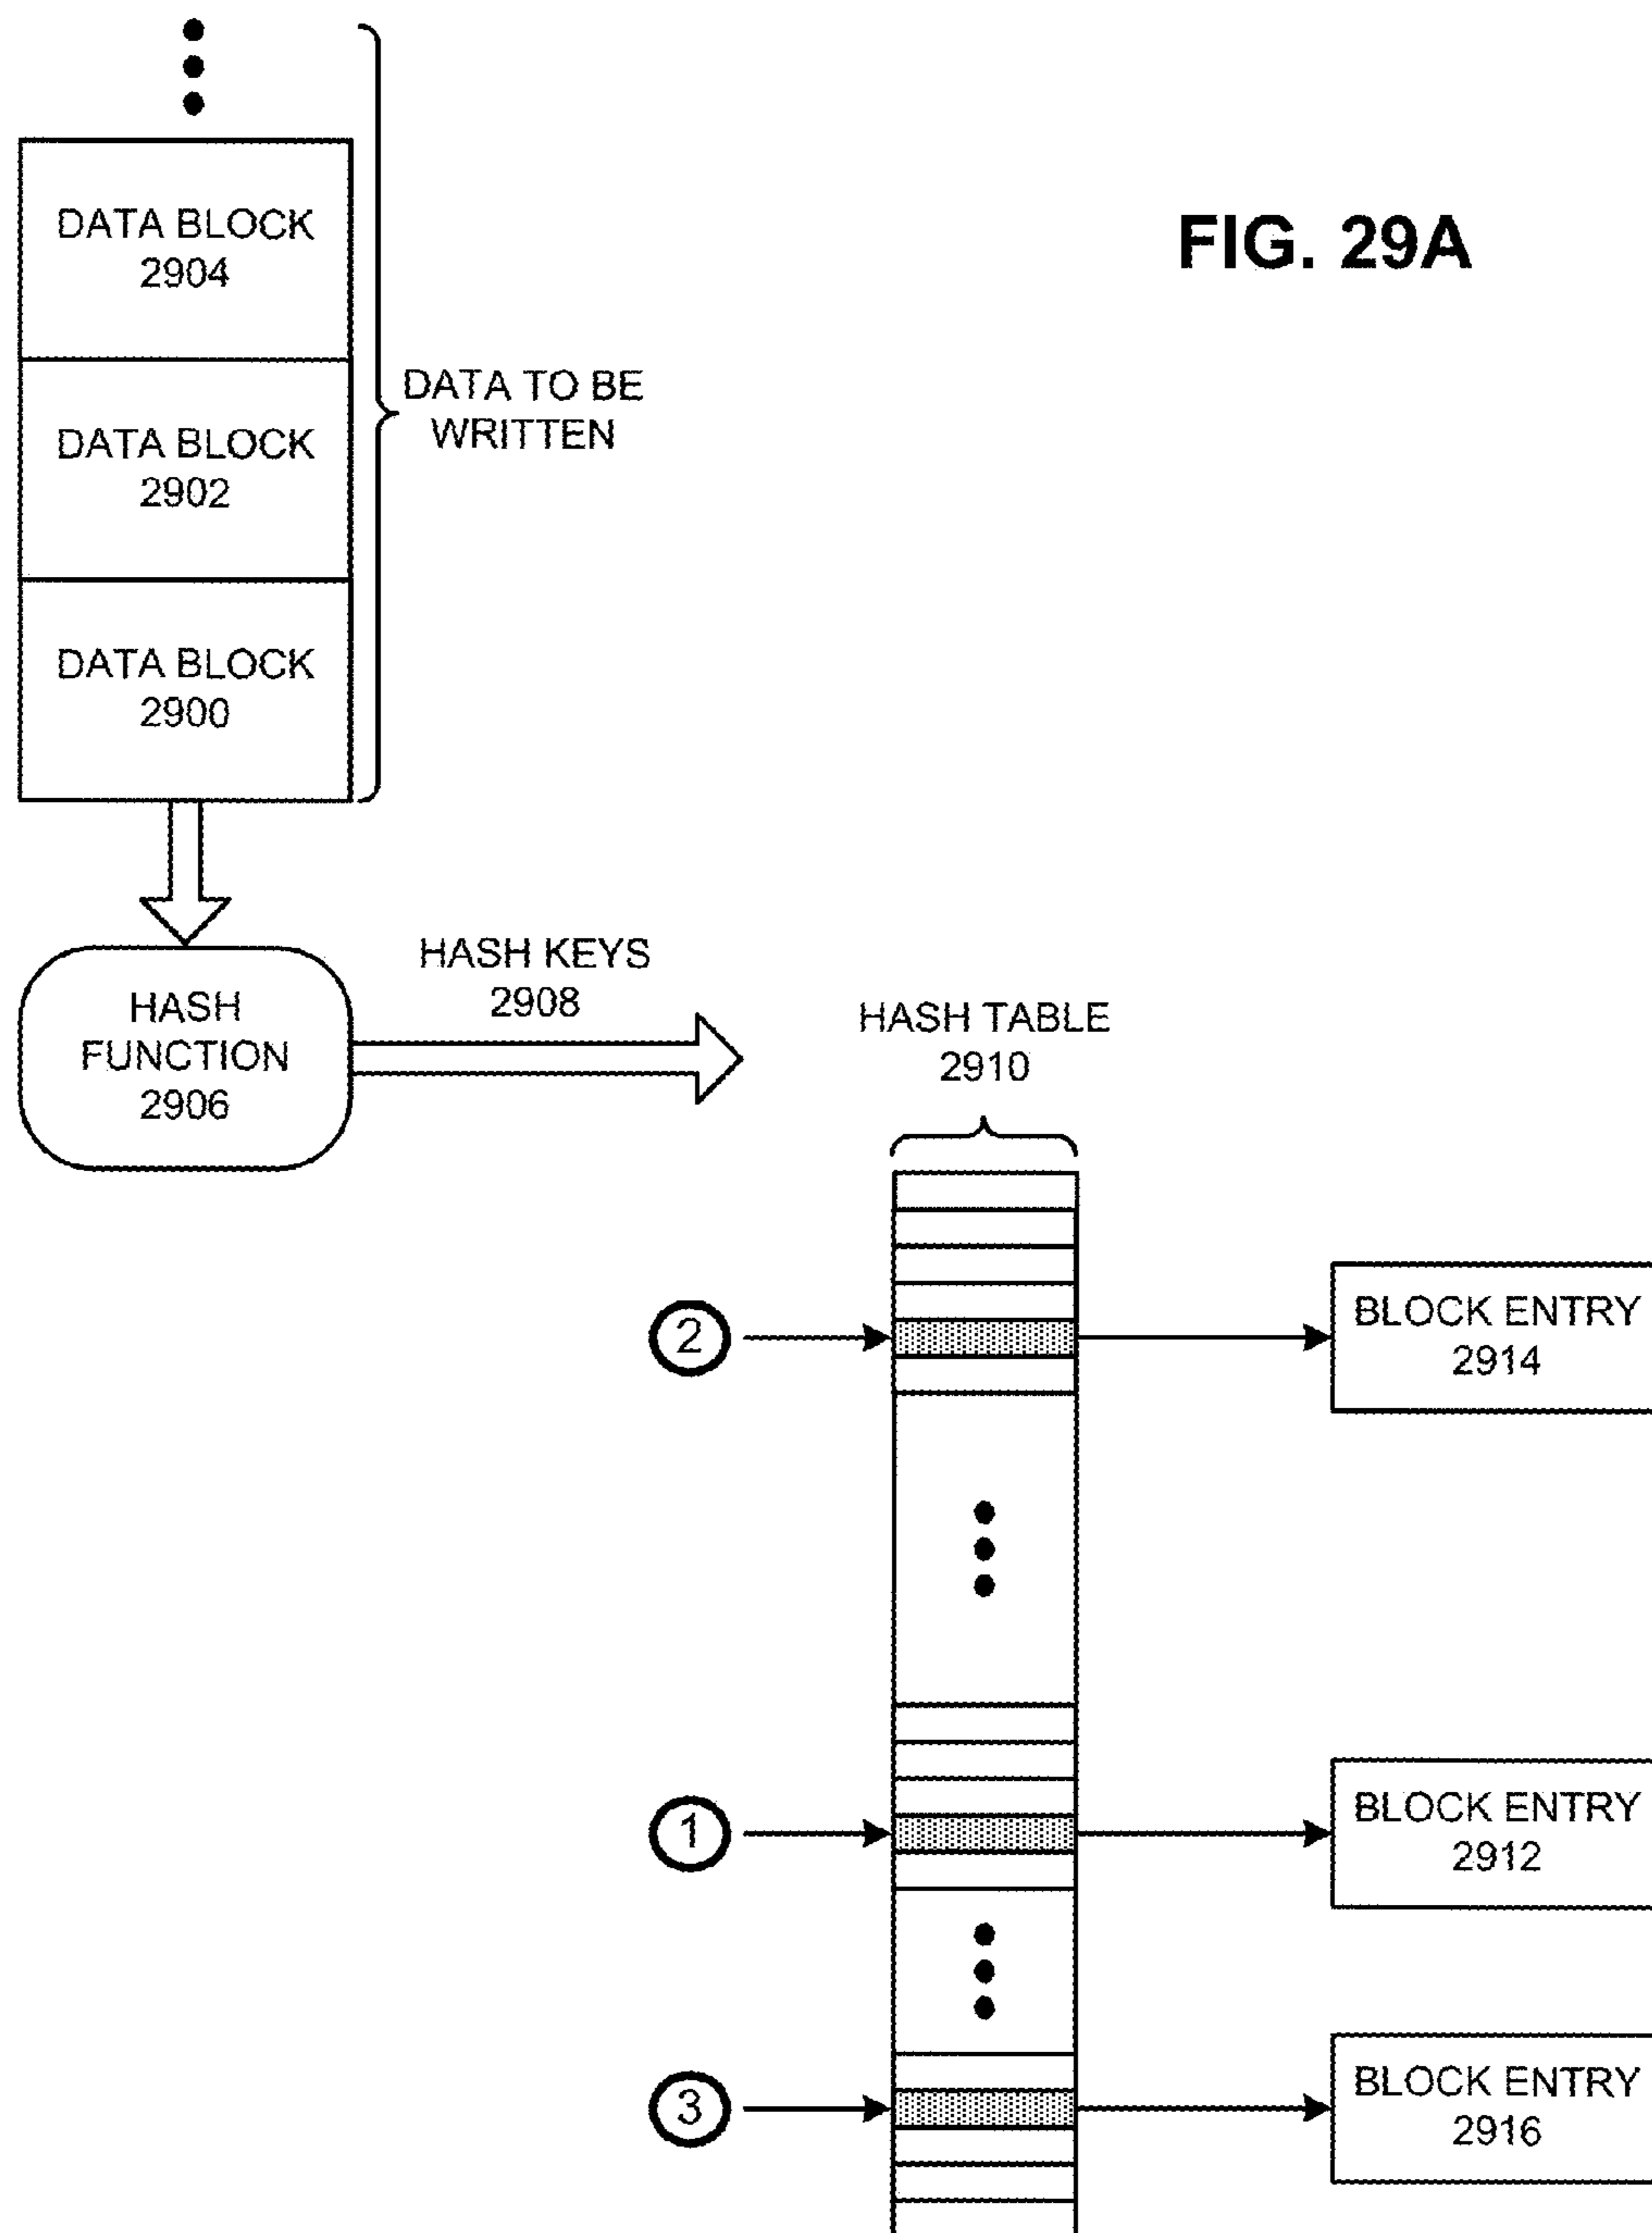 FIG. 29A
DATA BLOCK
2904
DATA BLOCK
2902
DATA TO BE
WRITTEN
DATA BLOCK
2900
HASH
FUNCTION
2906
HASH KEYS
2908
HASH TABLE
2910
2
BLOCK ENTRY
2914
1
BLOCK ENTRY
2912
3
BLOCK ENTRY
2916